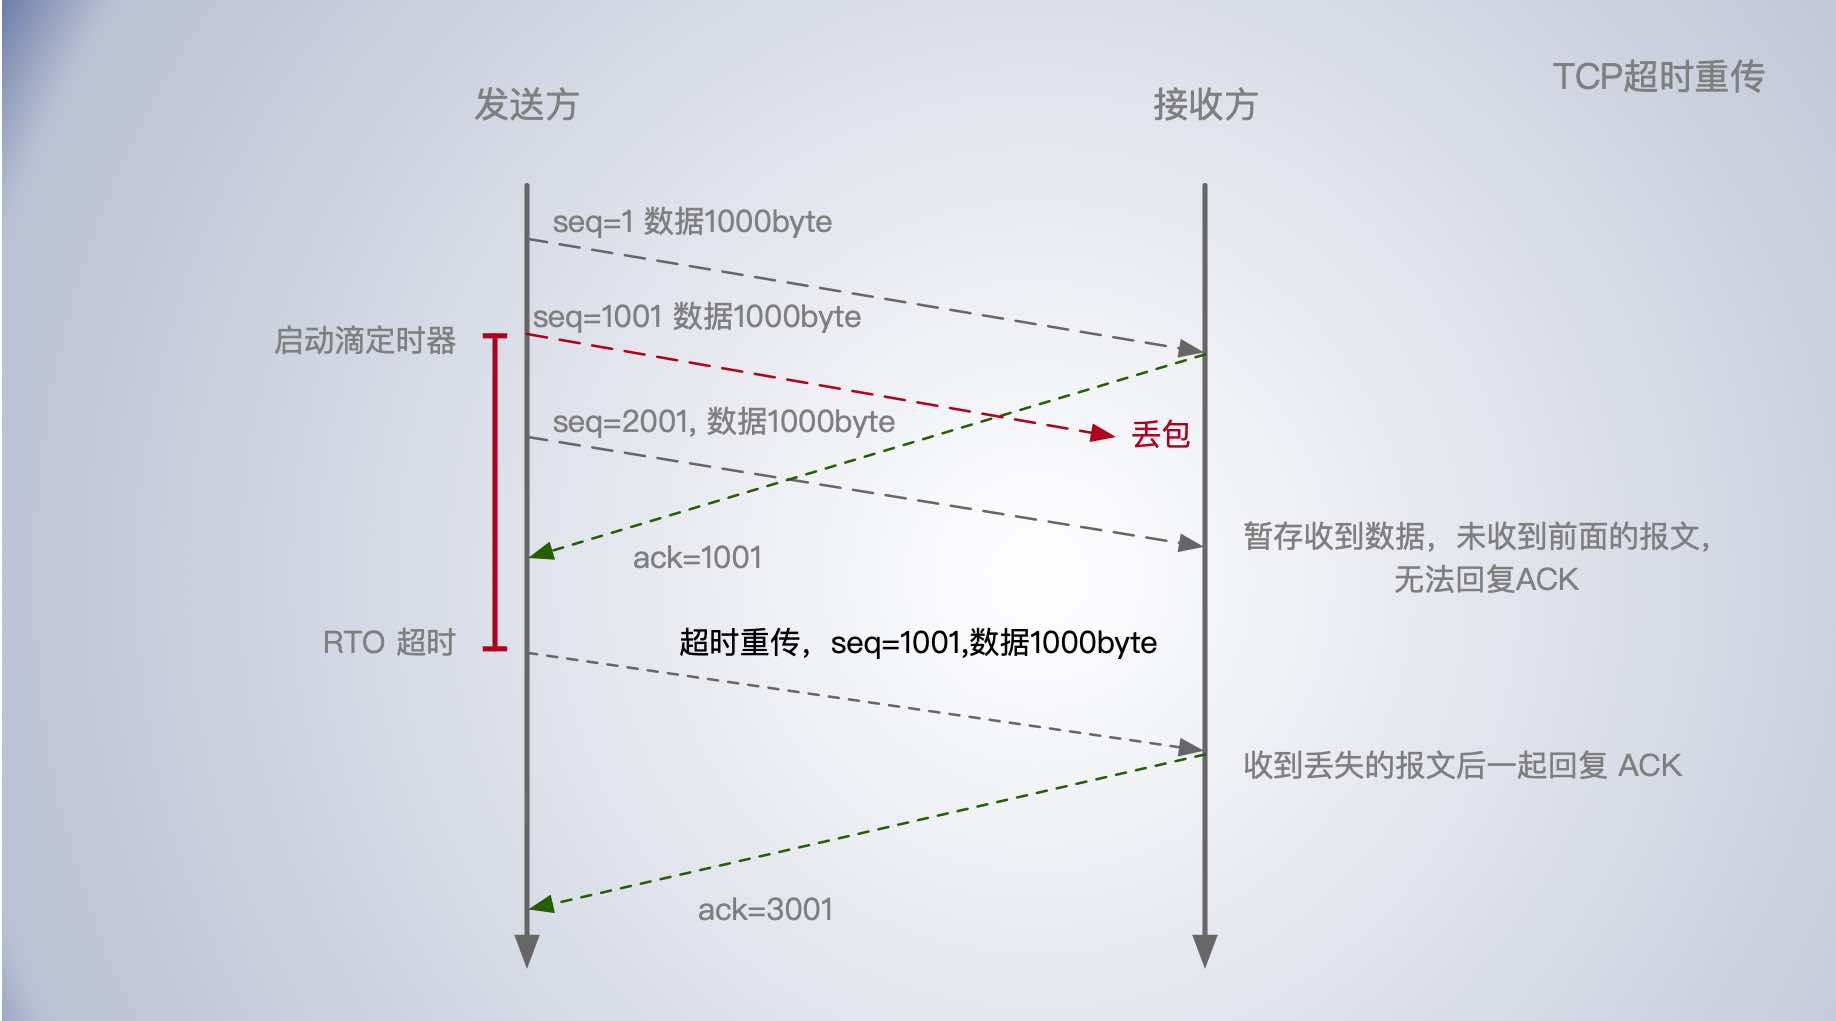 TCP超时重传
发送方
接收方
seq=1 数据1000byte
seq=1001 数据1000byte
启动滴定时器
seq=2001, 数据1000byte
丢包
暂存收到数据，未收到前面的报文，
无法回复ACK
ack=1001
RTO 超时
超时重传，seq=1001,数据1000byte
收到丢失的报文后一起回复 ACK
ack=3001